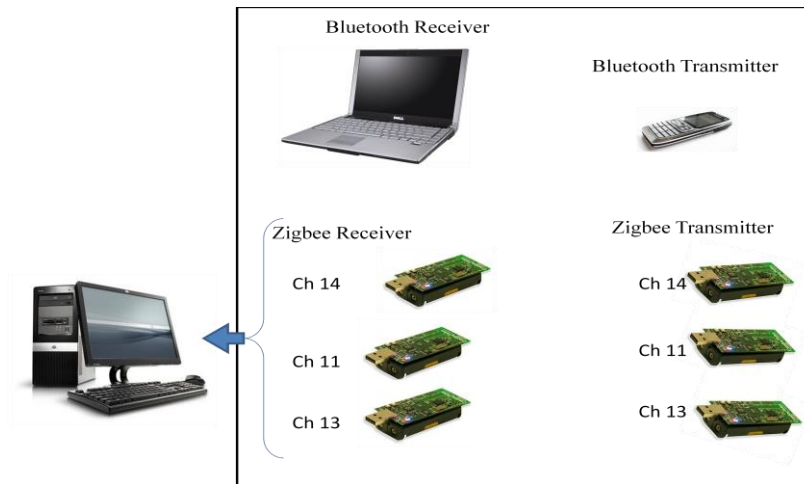 Bluetooth Receiver
Bluetooth Transmitter
Zigbee Receiver
Zigbee Transmitter
Ch 14
Ch 14
Ch 11
Ch 11
Ch 13
Ch 13